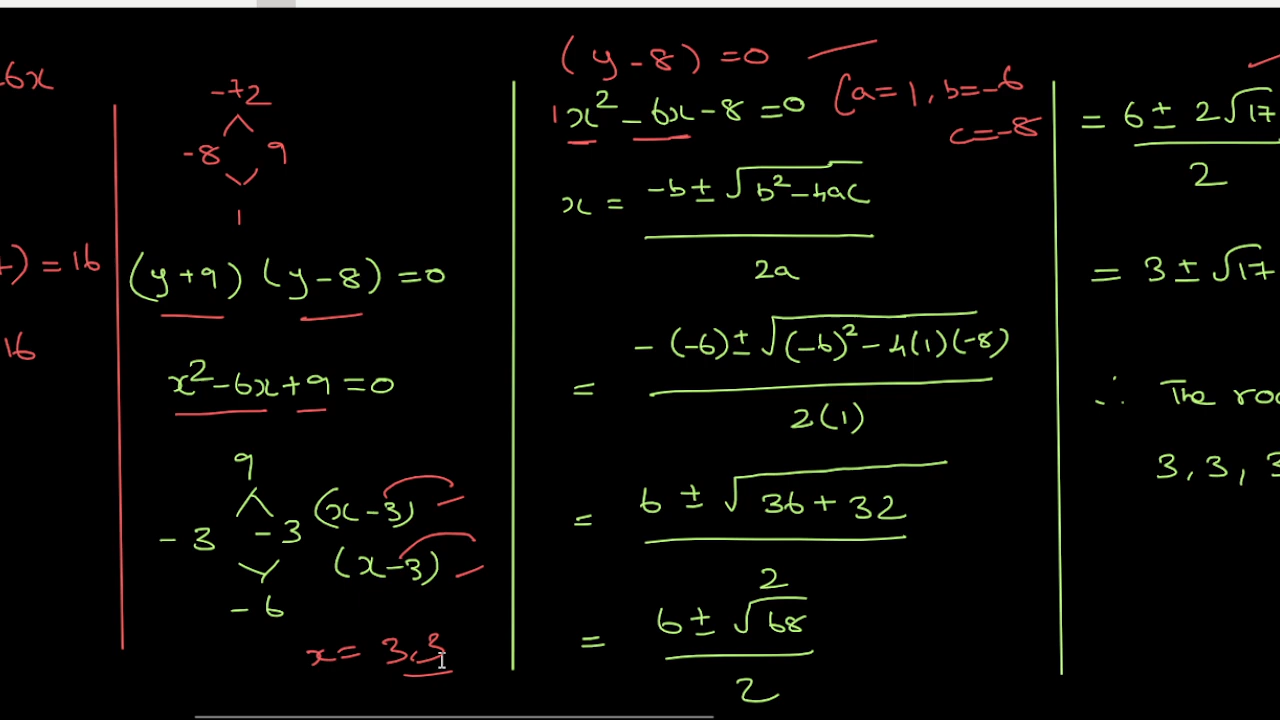 6x
+) = 16
16
-72
-8 9
1
(y+9) (y-8) = 0
x² - 6x + 9 = 0
9
-3 -3 (x-3)
(x-3)
-6
x = 3,3
(y-8) = 0
1x² - 6x - 8 = 0 (a=1, b=-6
c=-8
x = -b ± √b² - 4ac
2a
= -(-6) ± √(-6)² - 4(1)(-8)
2(1)
= 6 ± √36 + 32
2
= 6 ± √68
2
= 6 ± 2√17
2
= 3 ± √17
∴ The roo
3, 3, 3